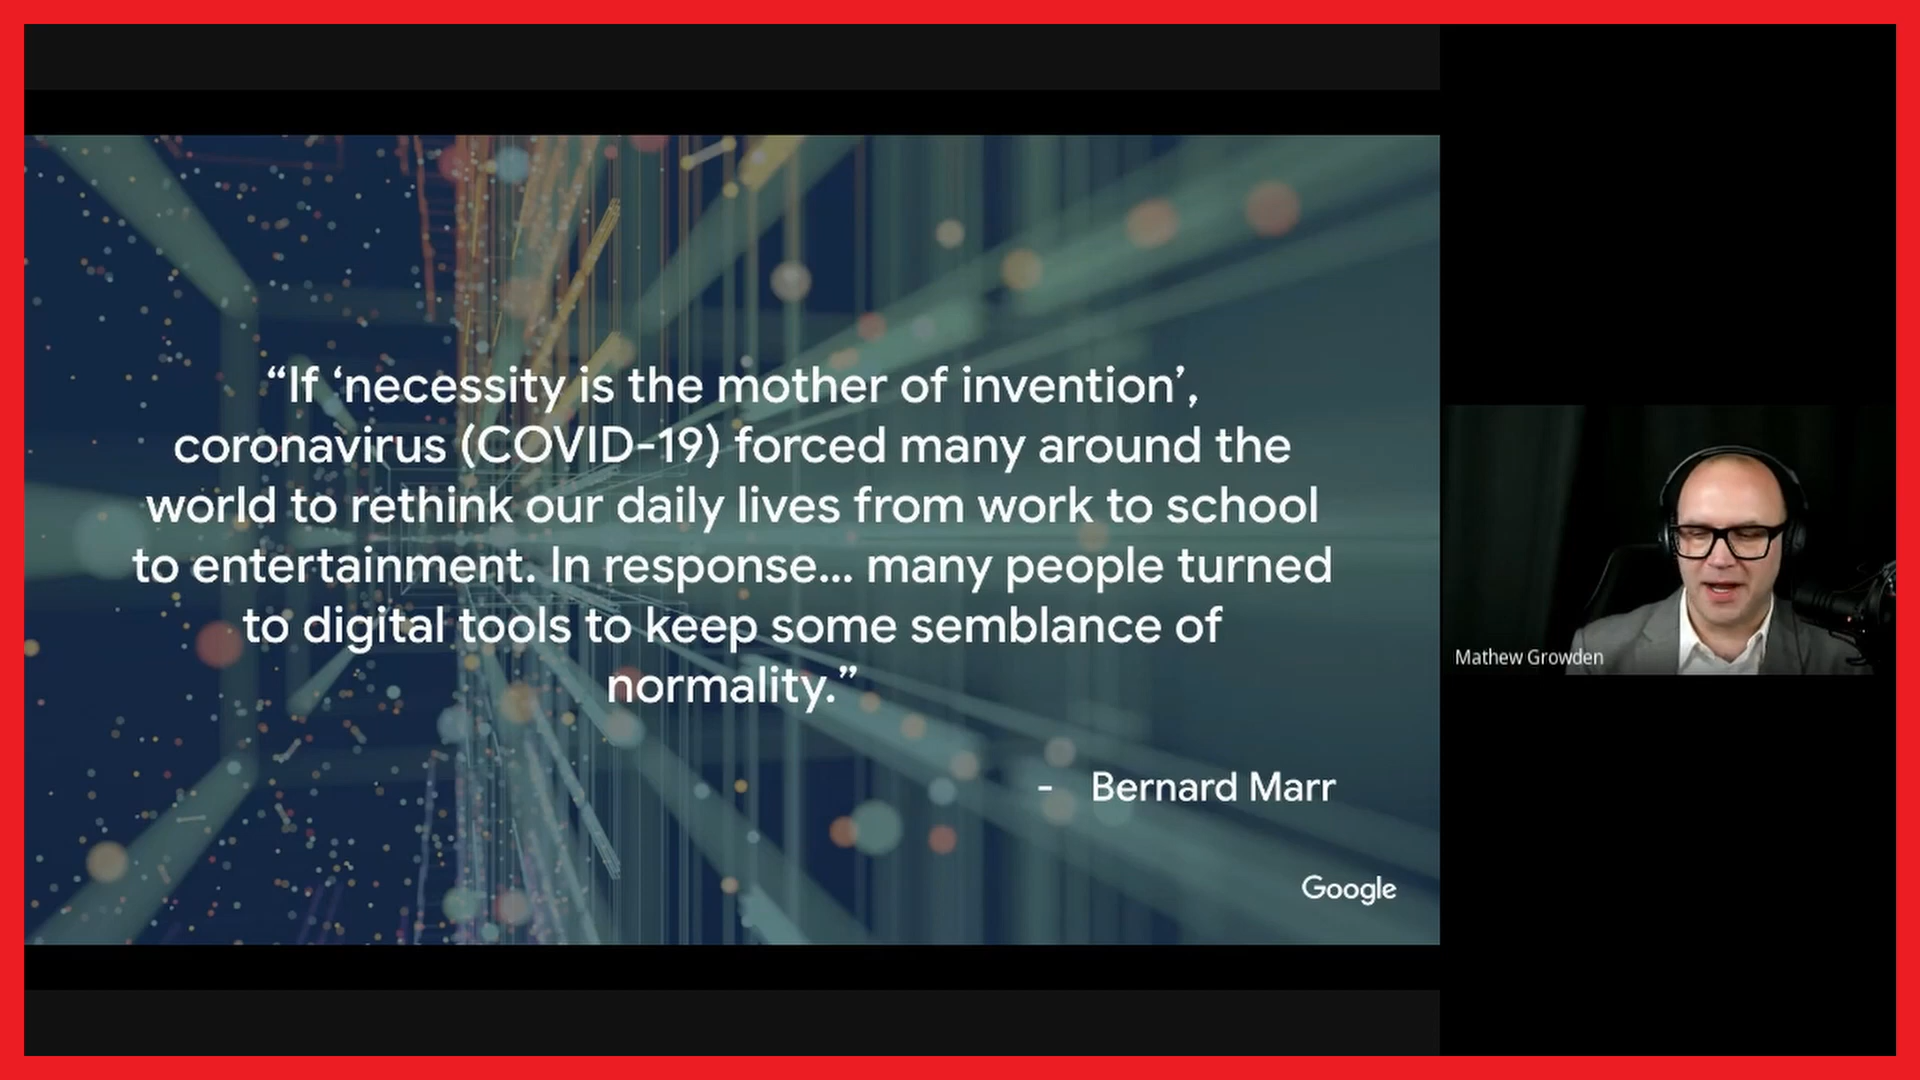 “If ‘necessity is the mother of invention’,
coronavirus (COVID-19) forced many around the
world to rethink our daily lives from work to school
to entertainment. In response... many people turned
to digital tools to keep some semblance of
normality.”
- Bernard Marr
Google
Mathew Growden